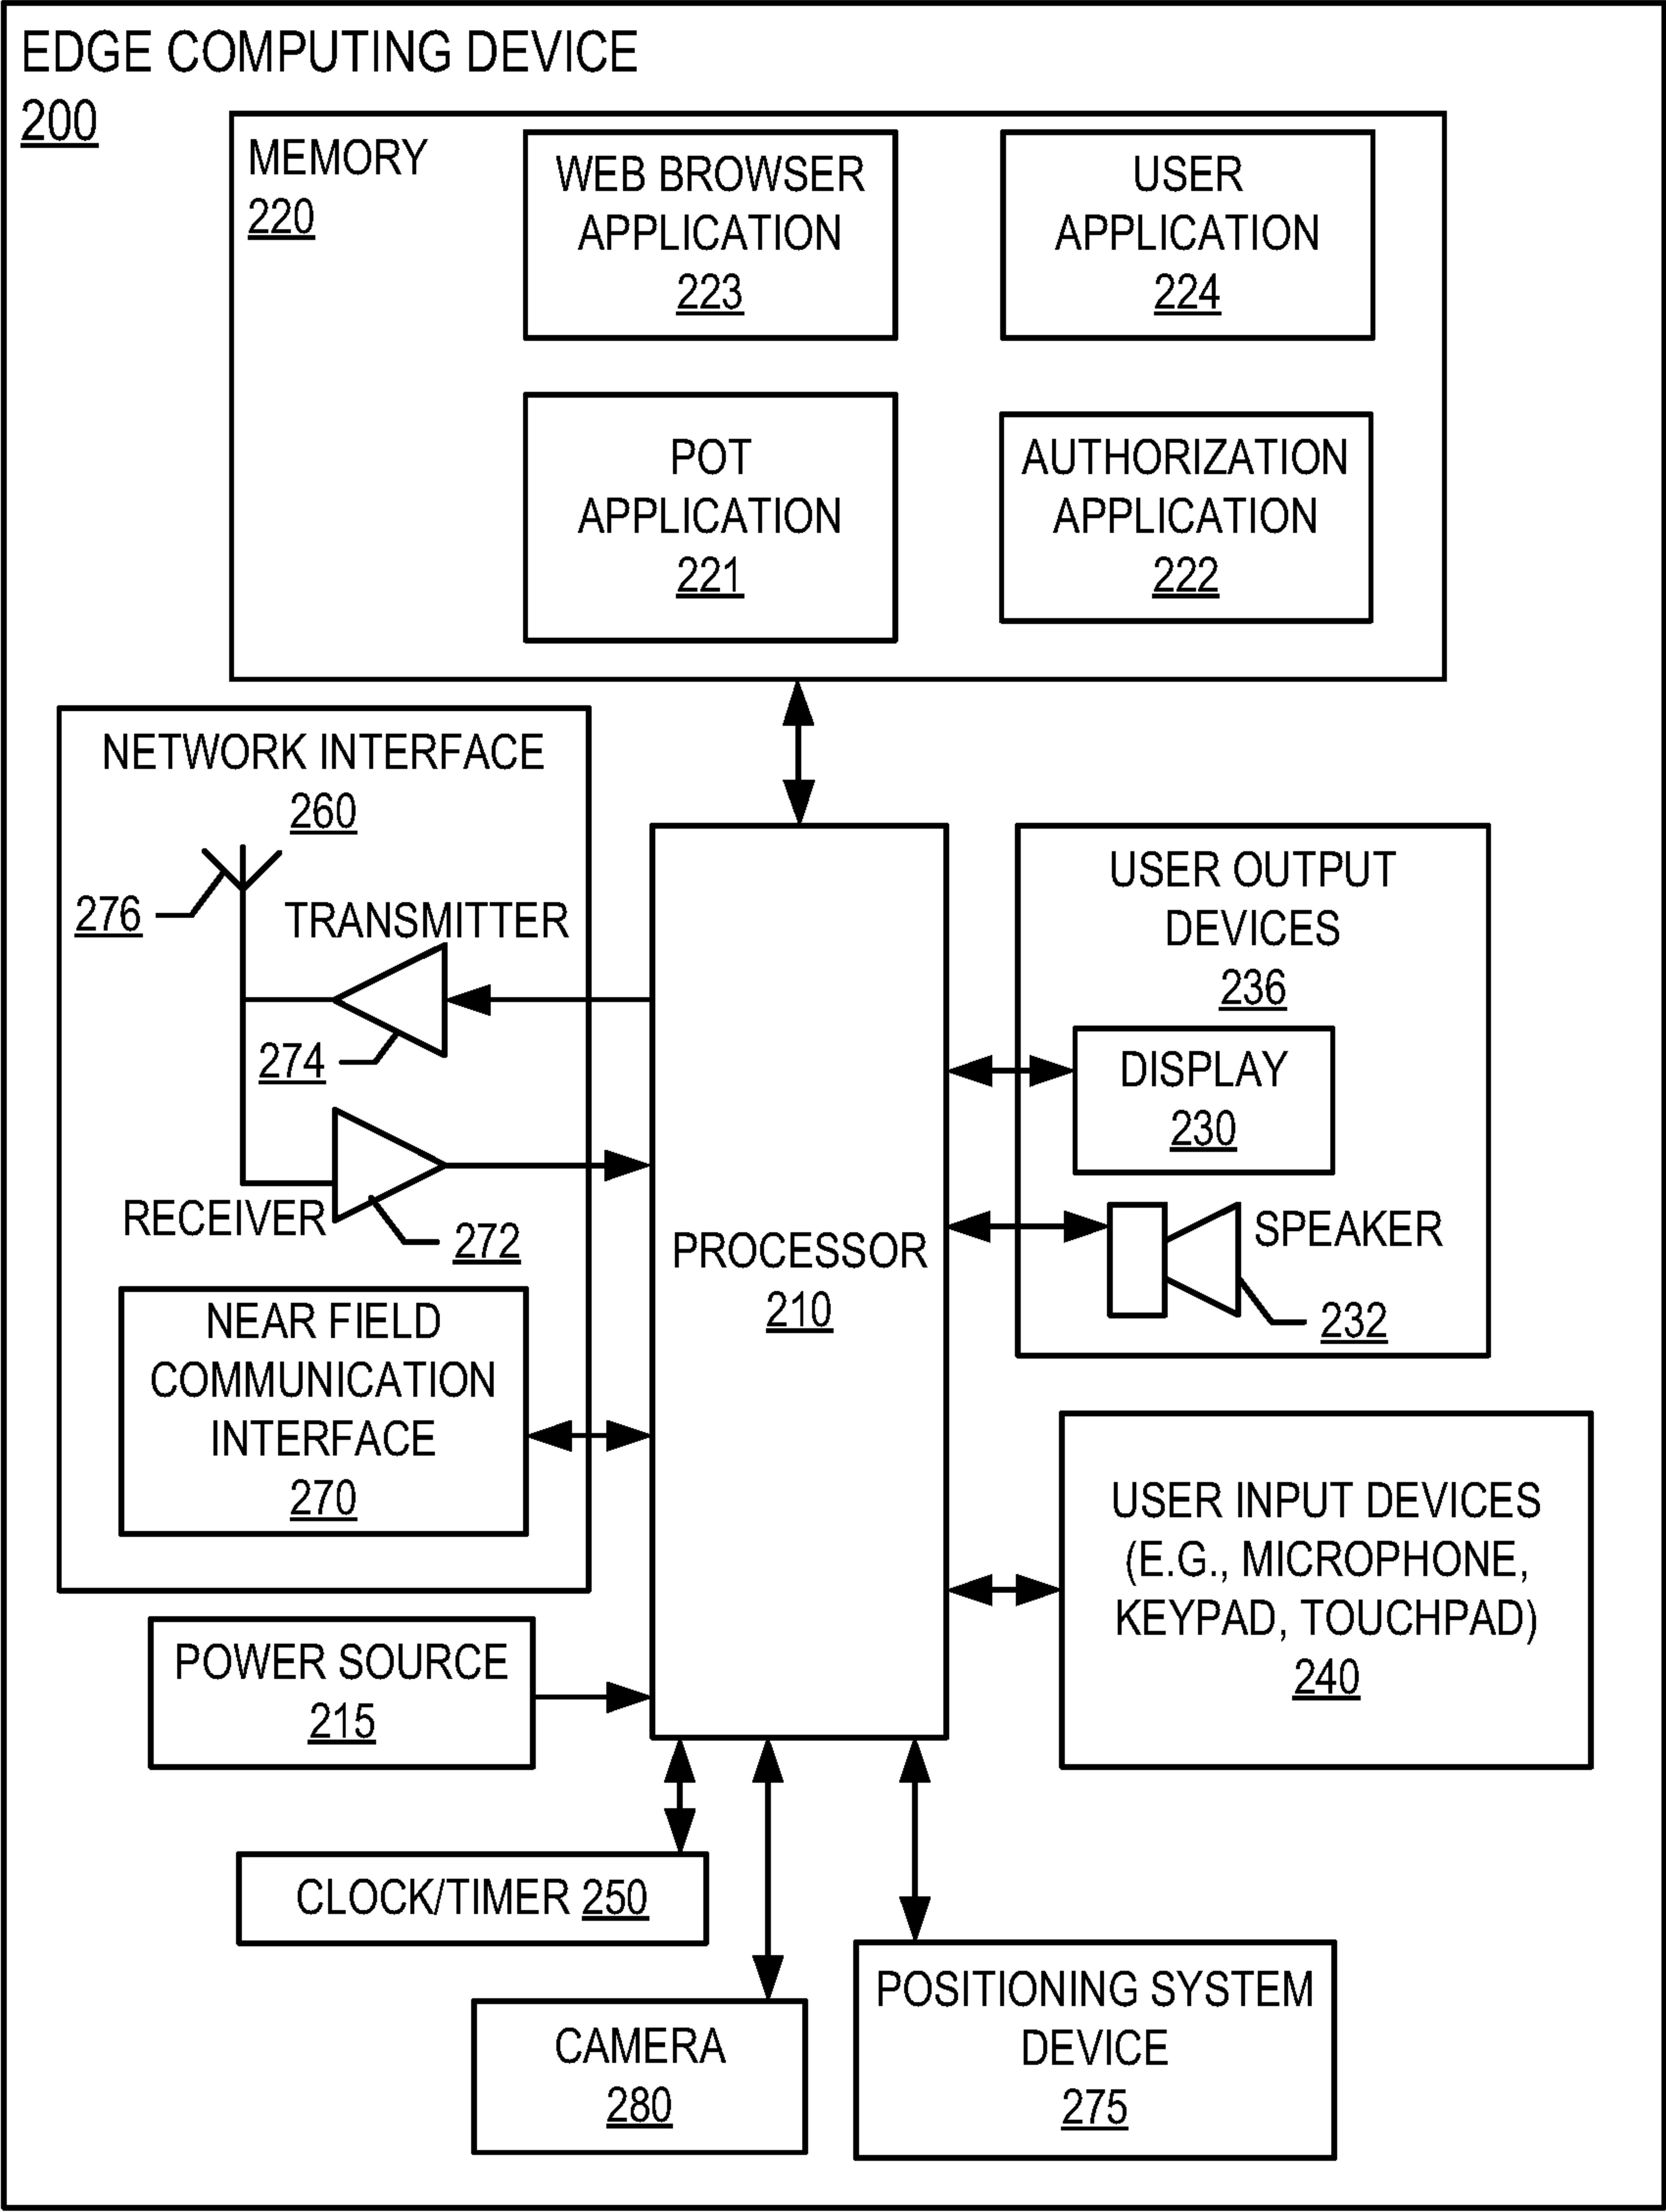 EDGE COMPUTING DEVICE
200
MEMORY
220
WEB BROWSER
APPLICATION
223
USER
APPLICATION
224
POT
APPLICATION
221
AUTHORIZATION
APPLICATION
222
NETWORK INTERFACE
260
276
TRANSMITTER
274
RECEIVER
272
NEAR FIELD
COMMUNICATION
INTERFACE
270
PROCESSOR
210
USER OUTPUT
DEVICES
236
DISPLAY
230
SPEAKER
232
USER INPUT DEVICES
(E.G., MICROPHONE,
KEYPAD, TOUCHPAD)
240
POWER SOURCE
215
CLOCK/TIMER 250
CAMERA
280
POSITIONING SYSTEM
DEVICE
275